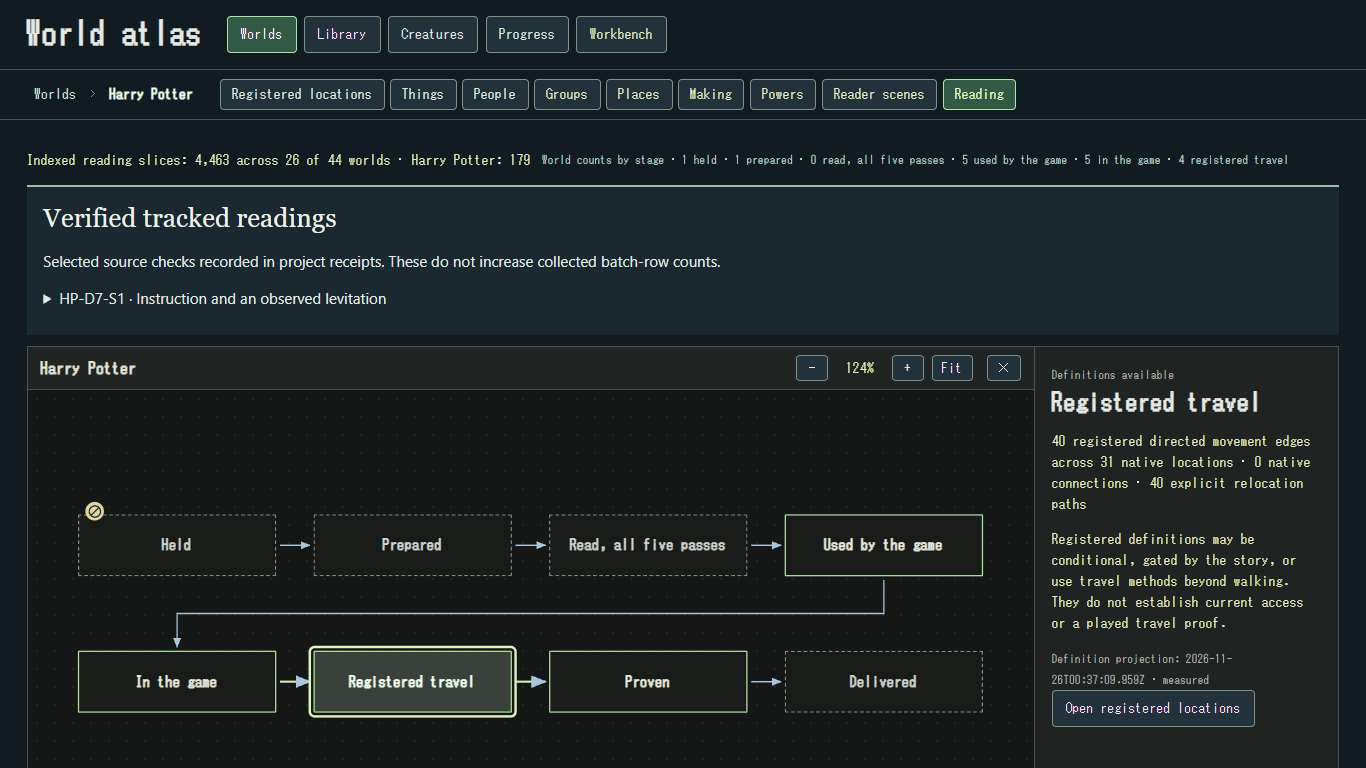 World atlas
Worlds
Library
Creatures
Progress
Workbench
Worlds > Harry Potter
Registered locations
Things
People
Groups
Places
Making
Powers
Reader scenes
Reading
Indexed reading slices: 4,463 across 26 of 44 worlds · Harry Potter: 179
World counts by stage · 1 held · 1 prepared · 0 read, all five passes · 5 used by the game · 5 in the game · 4 registered travel
Verified tracked readings
Selected source checks recorded in project receipts. These do not increase collected batch-row counts.
HP-D7-S1 · Instruction and an observed levitation
Harry Potter
−
124%
+
Fit
×
Held
Prepared
Read, all five passes
Used by the game
In the game
Registered travel
Proven
Delivered
Definitions available
Registered travel
40 registered directed movement edges
across 31 native locations · 0 native
connections · 40 explicit relocation
paths
Registered definitions may be
conditional, gated by the story, or
use travel methods beyond walking.
They do not establish current access
or a played travel proof.
Definition projection: 2026-11-
26T00:37:09.959Z · measured
Open registered locations